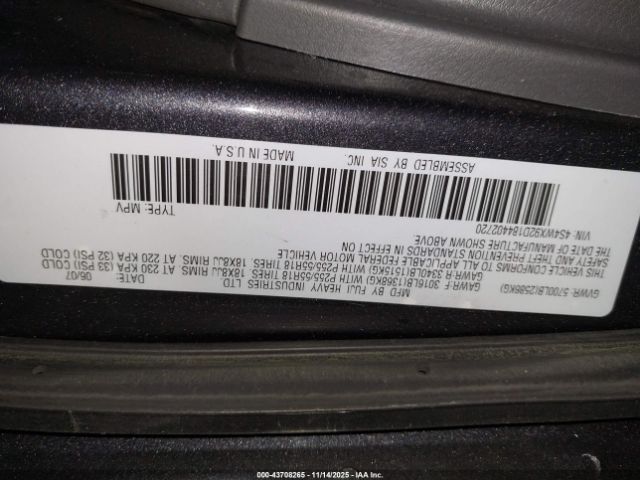 MFD BY FUJI HEAVY INDUSTRIES LTD DATE: 06/07
GVWR: 5700LB(2586KG)
GAWR-F 3016LB(1368KG) WITH P255/55R18 TIRES 18X8JJ RIMS. AT 230 KPA (33 PSI) COLD
GAWR-R 3340LB(1515KG) WITH P255/55R18 TIRES 18X8JJ RIMS. AT 220 KPA (32 PSI) COLD
THIS VEHICLE CONFORMS TO ALL APPLICABLE FEDERAL MOTOR VEHICLE
SAFETY AND THEFT PREVENTION STANDARDS IN EFFECT ON
THE DATE OF MANUFACTURE SHOWN ABOVE.
VIN: 4S4WX92D184402720 TYPE: MPV
ASSEMBLED BY SIA INC. MADE IN U.S.A.
000-43708265 - 11/14/2025 - IAAI.COM